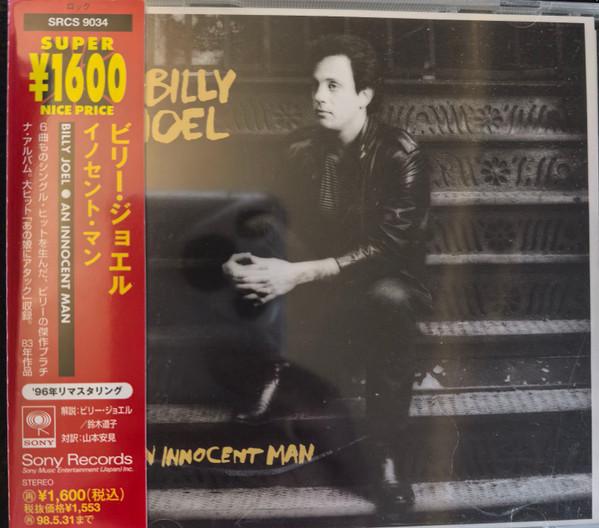 ロック
SRCS 9034
SUPER
¥1600
NICE PRICE
ビリー・ジョエル
イノセント・マン
BILLY JOEL ● AN INNOCENT MAN
6曲ものシングル・ヒットを生んだ、ビリーの傑作プラチ
ナ・アルバム。大ヒット「あの娘にアタック」収録。 83年作品
'96年リマスタリング
解説:ビリー・ジョエル
/鈴木道子
対訳:山本安見
SONY
Sony Records
Sony Music Entertainment (Japan) Inc.
STEREO
再 ¥1,600(税込)
税抜価格¥1,553
再 98.5.31まで
BILLY
JOEL
N INNOCENT MAN